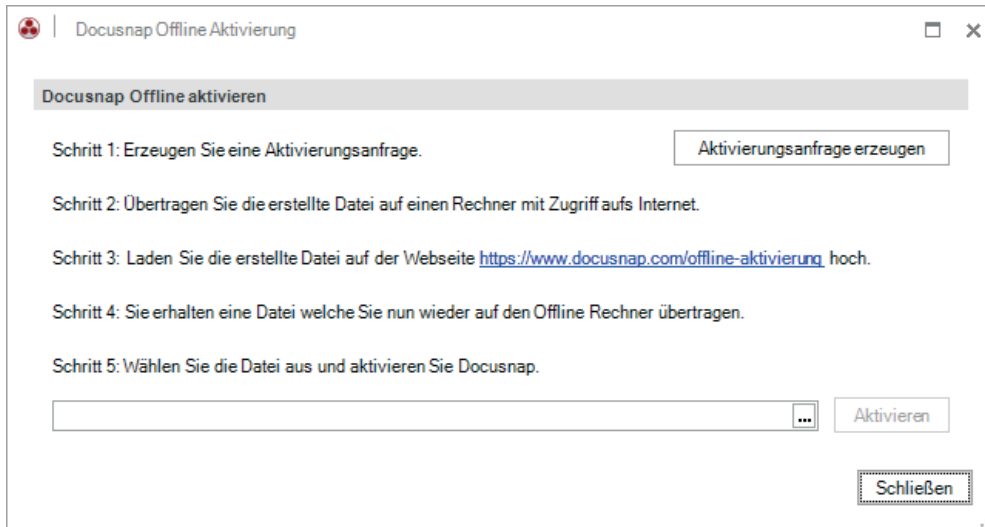 Docusnap Offline Aktivierung
Docusnap Offline aktivieren
Schritt 1: Erzeugen Sie eine Aktivierungsanfrage.
Aktivierungsanfrage erzeugen
Schritt 2: Übertragen Sie die erstellte Datei auf einen Rechner mit Zugriff aufs Internet.
Schritt 3: Laden Sie die erstellte Datei auf der Webseite https://www.docusnap.com/offline-aktivierung hoch.
Schritt 4: Sie erhalten eine Datei welche Sie nun wieder auf den Offline Rechner übertragen.
Schritt 5: Wählen Sie die Datei aus und aktivieren Sie Docusnap.
... Aktivieren
Schließen